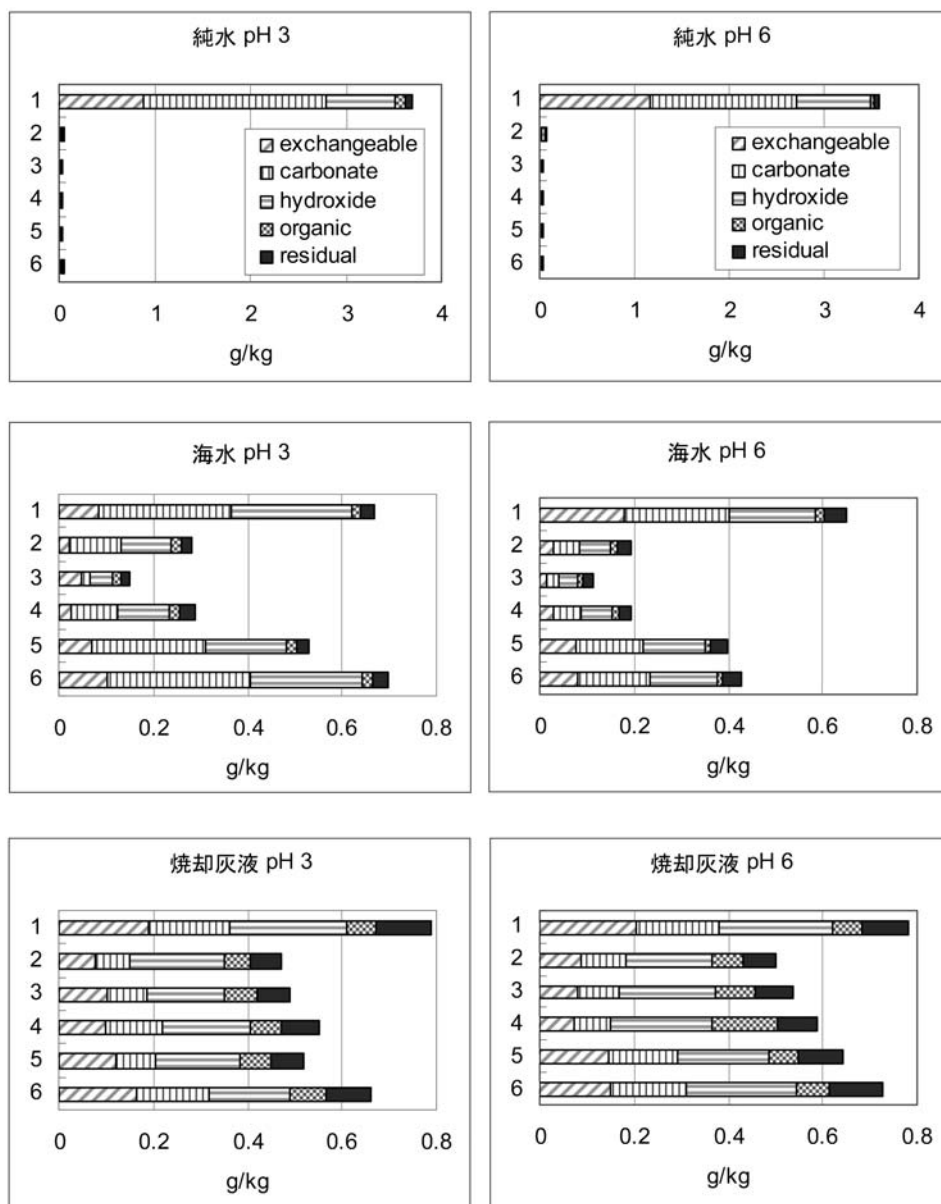 純水 pH 3
1
2
3
4
5
6
exchangeable
carbonate
hydroxide
organic
residual
0 1 2 3 4
g/kg
純水 pH 6
1
2
3
4
5
6
exchangeable
carbonate
hydroxide
organic
residual
0 1 2 3 4
g/kg
海水 pH 3
1
2
3
4
5
6
0 0.2 0.4 0.6 0.8
g/kg
海水 pH 6
1
2
3
4
5
6
0 0.2 0.4 0.6 0.8
g/kg
焼却灰液 pH 3
1
2
3
4
5
6
0 0.2 0.4 0.6 0.8
g/kg
焼却灰液 pH 6
1
2
3
4
5
6
0 0.2 0.4 0.6 0.8
g/kg